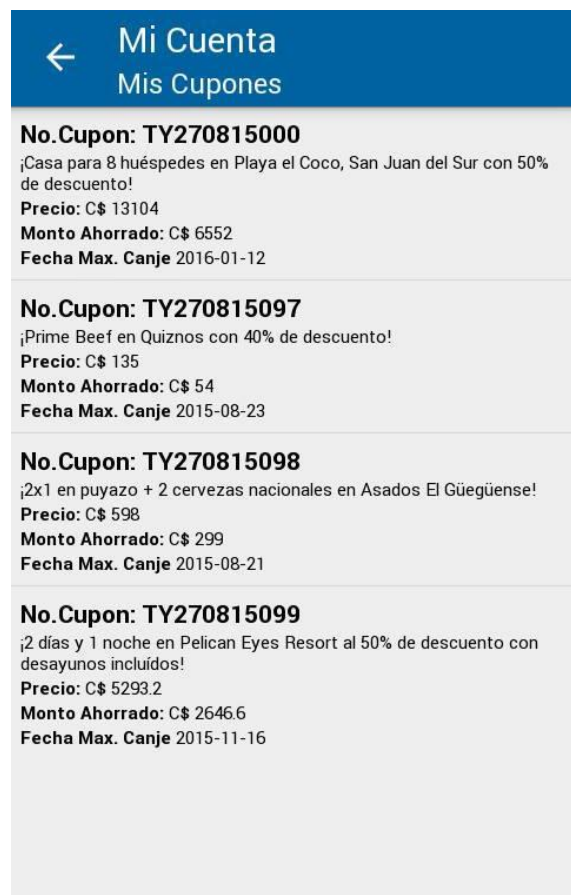 Mi Cuenta
Mis Cupones
No.Cupon: TY270815000
¡Casa para 8 huéspedes en Playa el Coco, San Juan del Sur con 50%
de descuento!
Precio: C$ 13104
Monto Ahorrado: C$ 6552
Fecha Max. Canje 2016-01-12
No.Cupon: TY270815097
¡Prime Beef en Quiznos con 40% de descuento!
Precio: C$ 135
Monto Ahorrado: C$ 54
Fecha Max. Canje 2015-08-23
No.Cupon: TY270815098
¡2x1 en puyazo + 2 cervezas nacionales en Asados El Güegüense!
Precio: C$ 598
Monto Ahorrado: C$ 299
Fecha Max. Canje 2015-08-21
No.Cupon: TY270815099
¡2 días y 1 noche en Pelican Eyes Resort al 50% de descuento con
desayunos incluídos!
Precio: C$ 5293.2
Monto Ahorrado: C$ 2646.6
Fecha Max. Canje 2015-11-16